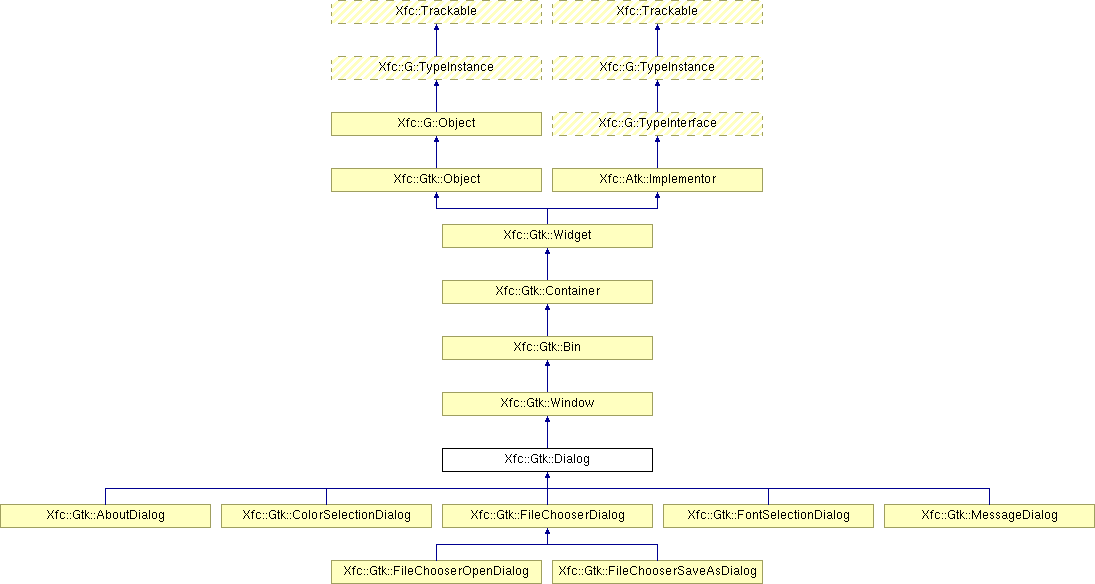 Xfc::Trackable
Xfc::Trackable
Xfc::G::TypeInstance
Xfc::G::TypeInstance
Xfc::G::Object
Xfc::G::TypeInterface
Xfc::Gtk::Object
Xfc::Atk::Implementor
Xfc::Gtk::Widget
Xfc::Gtk::Container
Xfc::Gtk::Bin
Xfc::Gtk::Window
Xfc::Gtk::Dialog
Xfc::Gtk::AboutDialog
Xfc::Gtk::ColorSelectionDialog
Xfc::Gtk::FileChooserDialog
Xfc::Gtk::FontSelectionDialog
Xfc::Gtk::MessageDialog
Xfc::Gtk::FileChooserOpenDialog
Xfc::Gtk::FileChooserSaveAsDialog